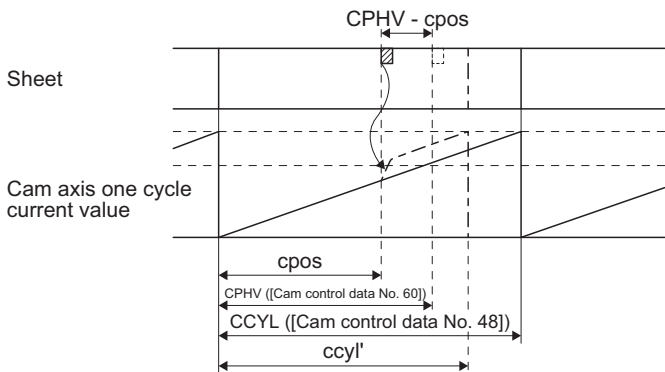 CPHV - cpos
Sheet
Cam axis one cycle
current value
cpos
CPHV ([Cam control data No. 60])
CCYL ([Cam control data No. 48])
ccyl'